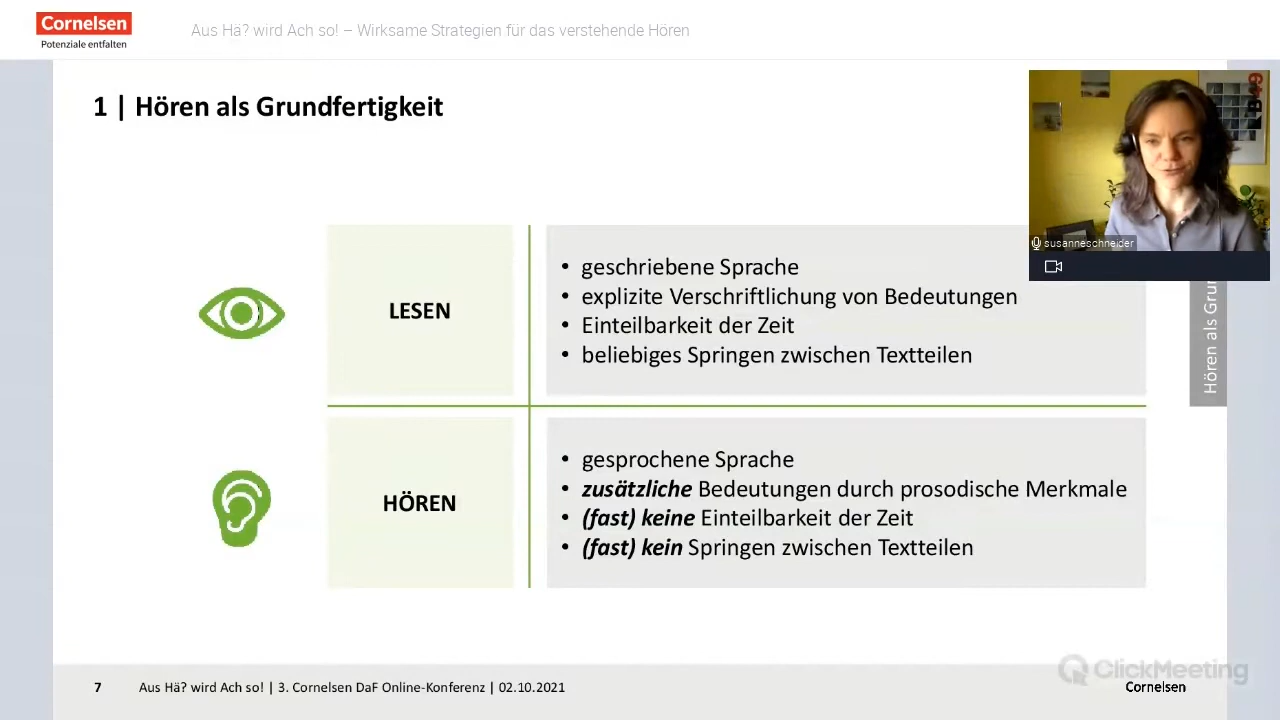 Cornelsen
Potenziale entfalten
Aus Hä? wird Ach so! – Wirksame Strategien für das verstehende Hören
1 | Hören als Grundfertigkeit
susanneschneider
LESEN
• geschriebene Sprache
• explizite Verschriftlichung von Bedeutungen
• Einteilbarkeit der Zeit
• beliebiges Springen zwischen Textteilen
Hören als Grun
HÖREN
• gesprochene Sprache
• zusätzliche Bedeutungen durch prosodische Merkmale
• (fast) keine Einteilbarkeit der Zeit
• (fast) kein Springen zwischen Textteilen
ClickMeeting
7 Aus Hä? wird Ach so! | 3. Cornelsen DaF Online-Konferenz | 02.10.2021
Cornelsen